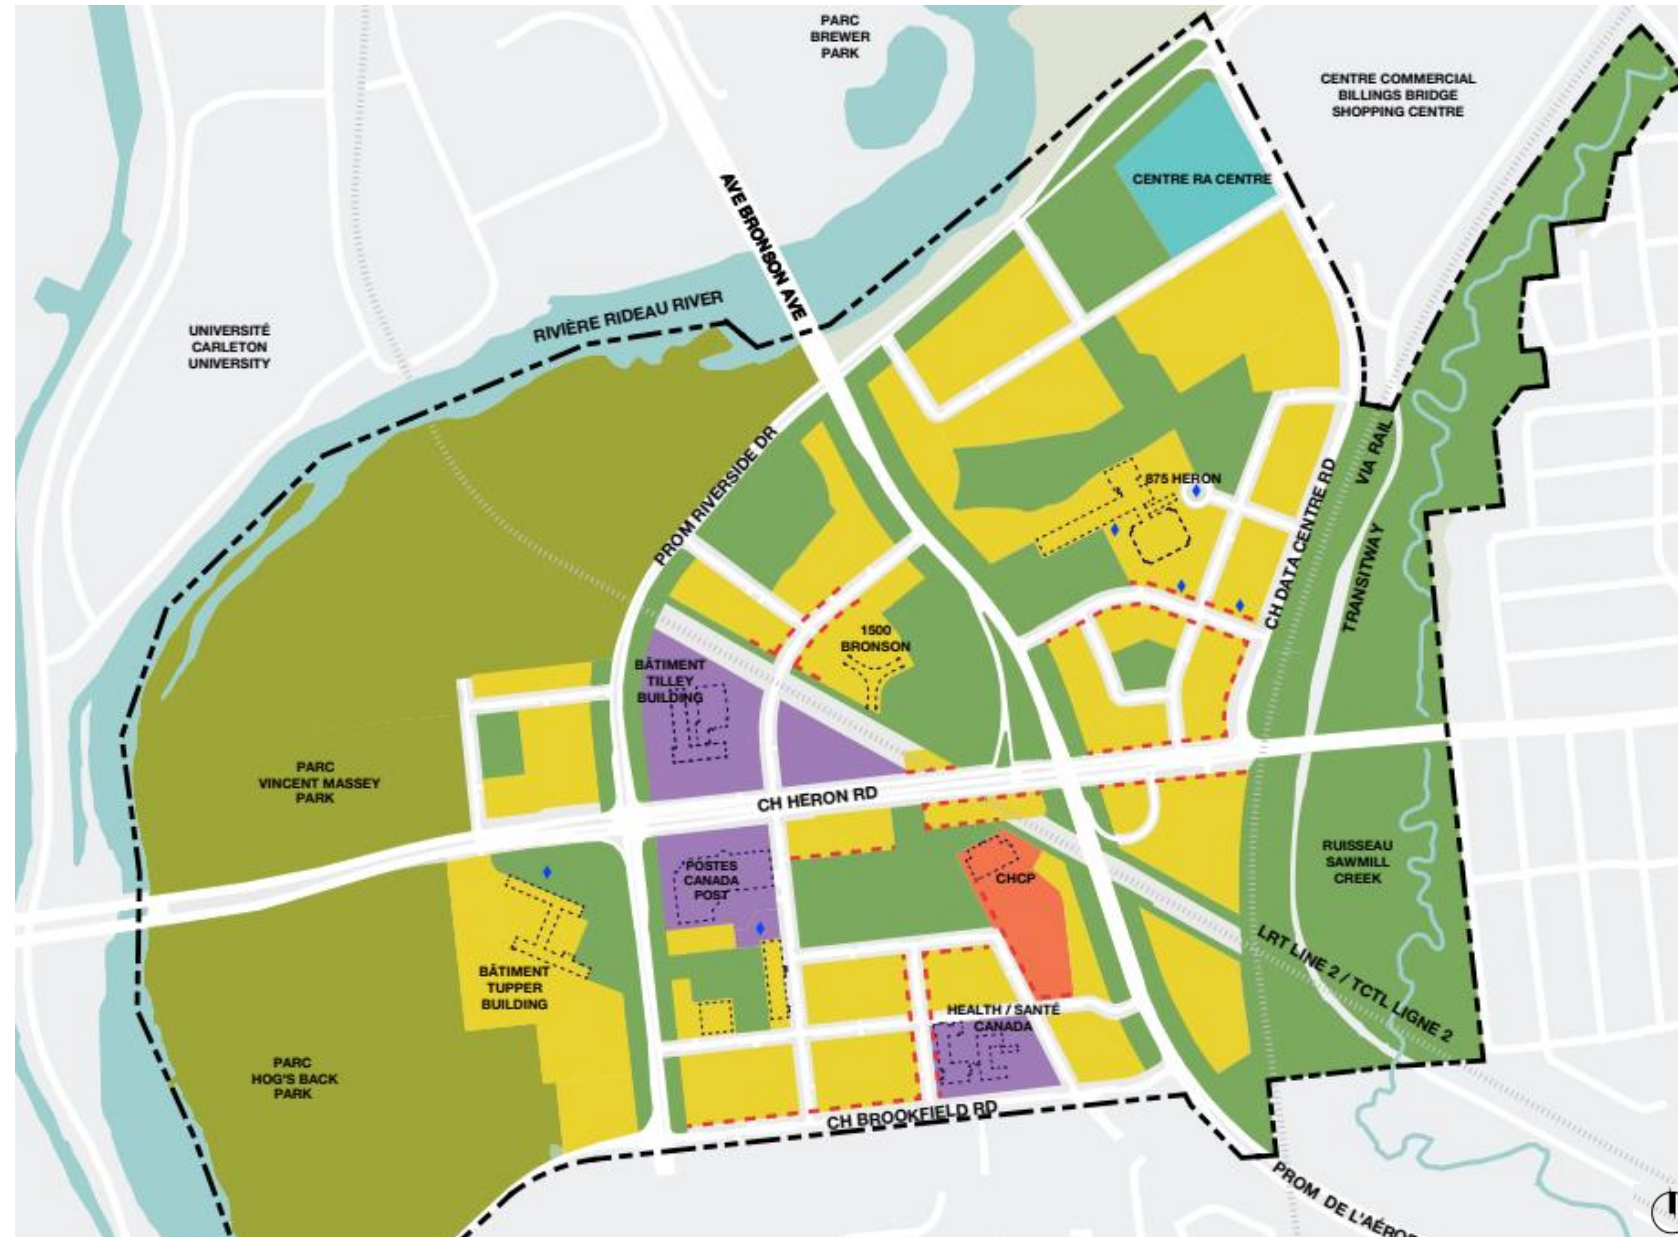 PARC
BREWER
PARK
CENTRE COMMERCIAL
BILLINGS BRIDGE
SHOPPING CENTRE
CENTRE RA CENTRE
AVE BRONSON AVE
RIVIÈRE RIDEAU RIVER
UNIVERSITÉ
CARLETON
UNIVERSITY
PROM RIVERSIDE DR
875 HERON
VIA RAIL
CH DATA CENTRE RD
TRANSITWAY
1500
BRONSON
BÂTIMENT
TILLEY
BUILDING
PARC
VINCENT MASSEY
PARK
CH HERON RD
POSTES
CANADA
POST
CHCP
RUISSEAU
SAWMILL
CREEK
LRT LINE 2 / TCTL LIGNE 2
BÂTIMENT
TUPPER
BUILDING
HEALTH / SANTÉ
CANADA
PARC
HOG'S BACK
PARK
CH BROOKFIELD RD
PROM DE L'AÉRO